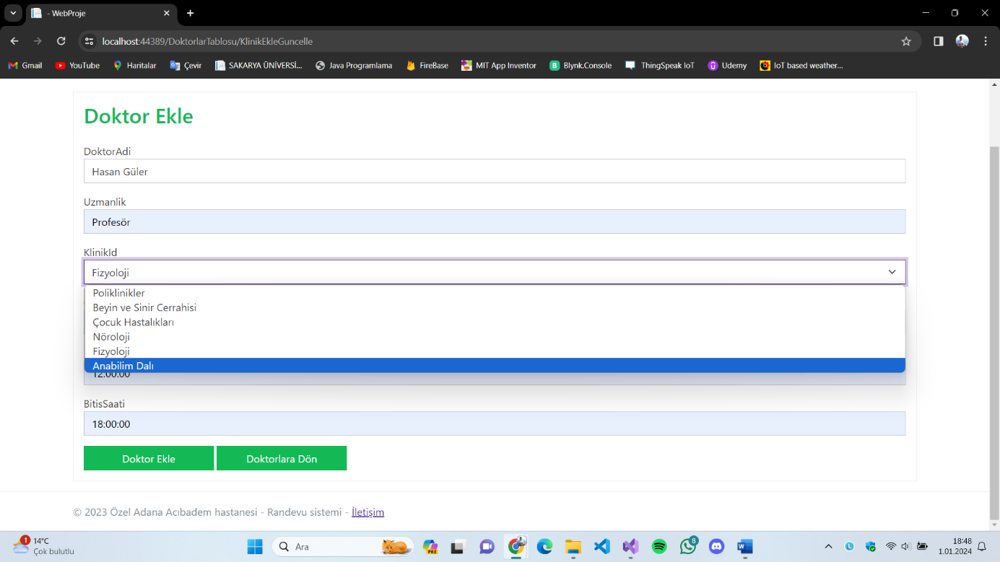 - WebProje
localhost:44389/DoktorlarTablosu/KlinikEkleGuncelle
Gmail YouTube Haritalar Çevir SAKARYA ÜNİVERSİ... Java Programlama FireBase MIT App Inventor Blynk.Console ThingSpeak IoT Udemy IoT based weather...
Doktor Ekle
DoktorAdi
Hasan Güler
Uzmanlik
Profesör
KlinikId
Fizyoloji
Poliklinikler
Beyin ve Sinir Cerrahisi
Çocuk Hastalıkları
Nöroloji
Fizyoloji
Anabilim Dalı
12:00:00
BitisSaati
18:00:00
Doktor Ekle Doktorlara Dön
© 2023 Özel Adana Acıbadem hastanesi - Randevu sistemi - İletişim
1 14°C
Çok bulutlu
Ara
PRE
8
18:48
1.01.2024